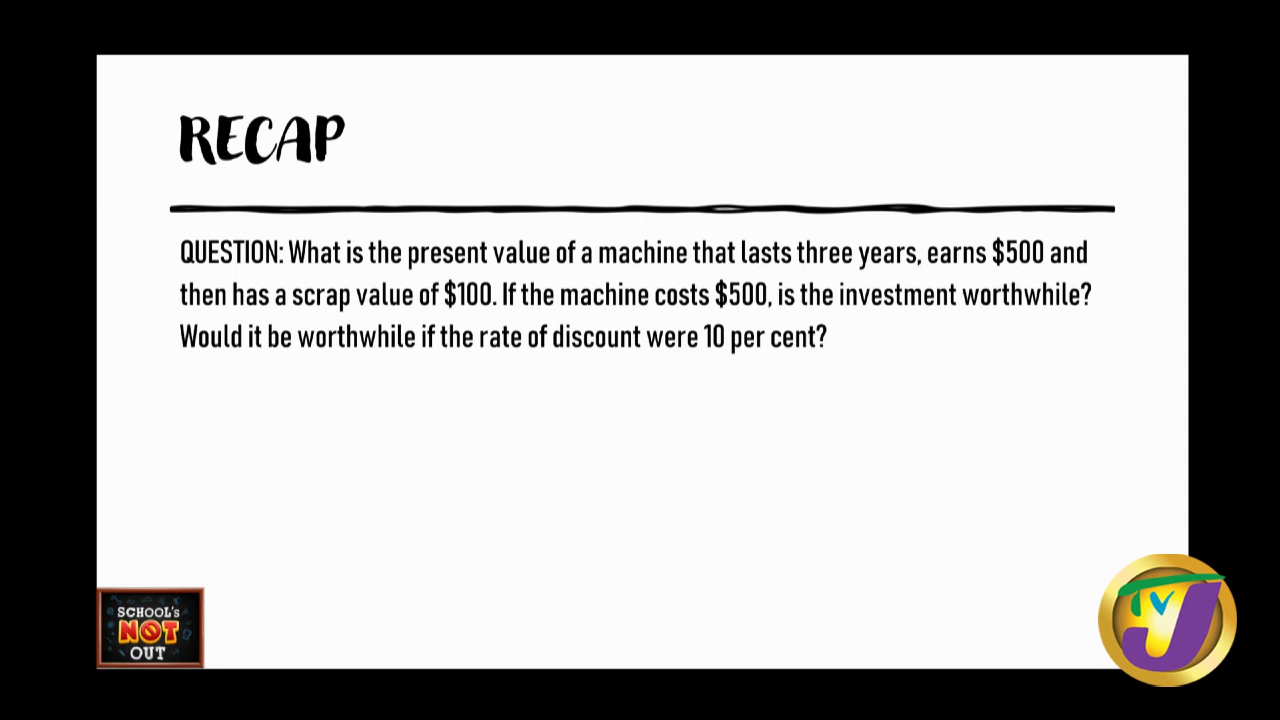 RECAP
QUESTION: What is the present value of a machine that lasts three years, earns $500 and
then has a scrap value of $100. If the machine costs $500, is the investment worthwhile?
Would it be worthwhile if the rate of discount were 10 per cent?
SCHOOL'S
NOT
OUT
TVJ